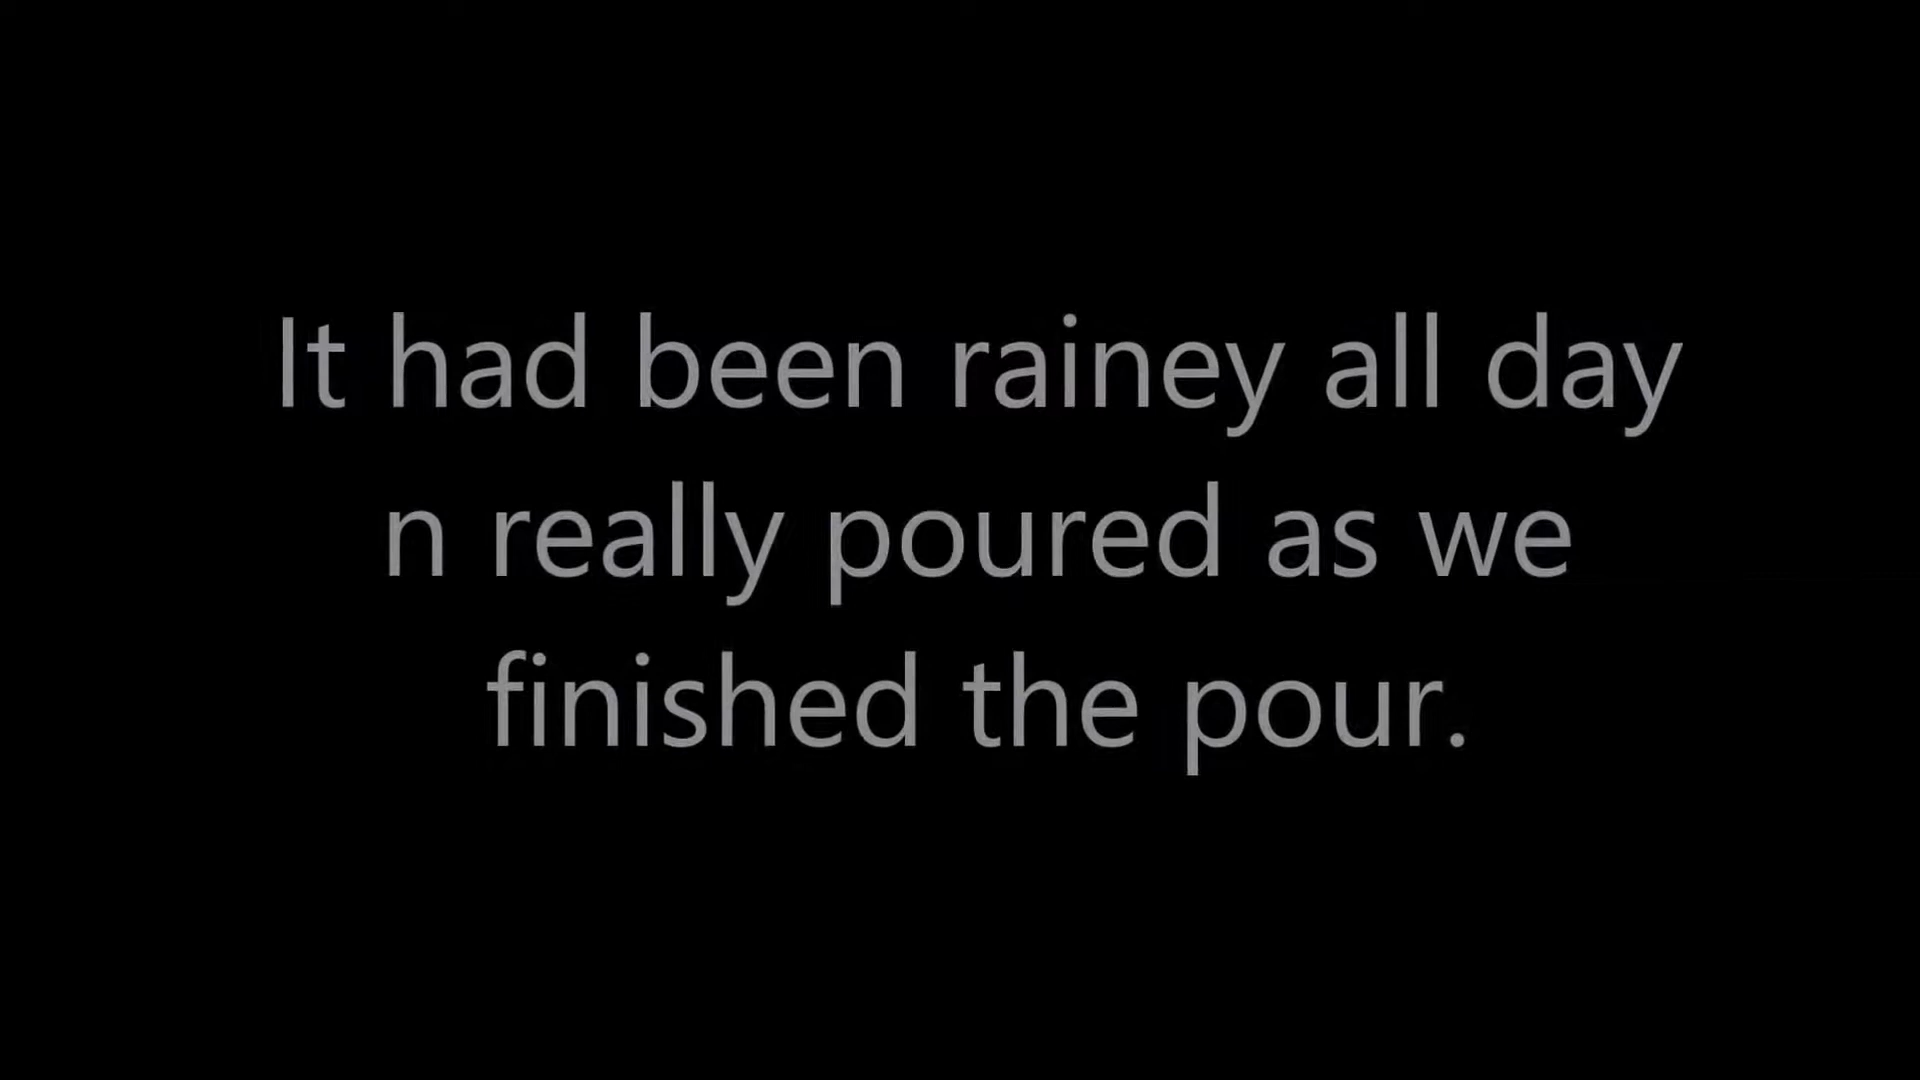 It had been rainey all day
n really poured as we
finished the pour.